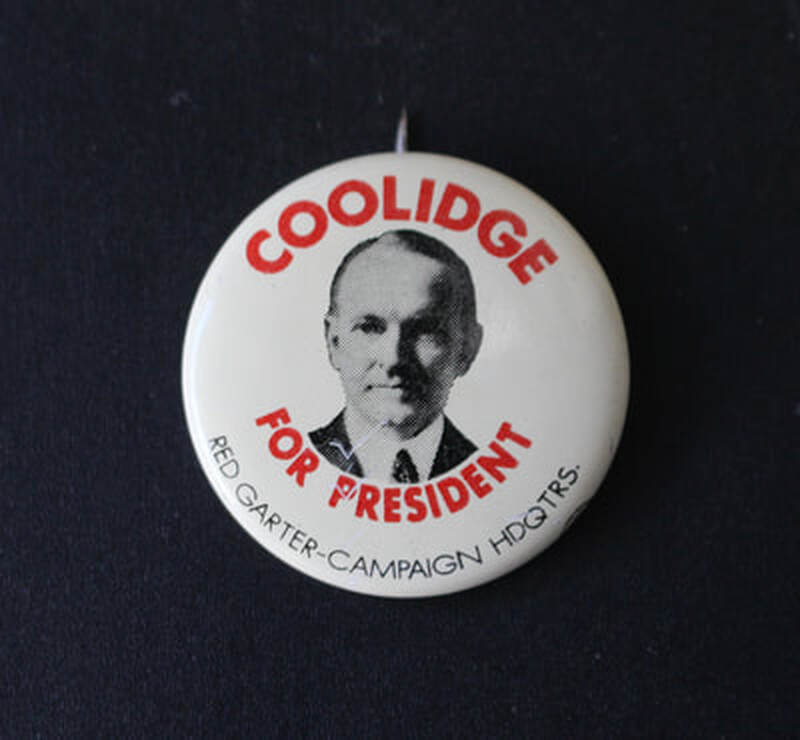 COOLIDGE
FOR PRESIDENT
RED GARTER-CAMPAIGN HDQTRS.